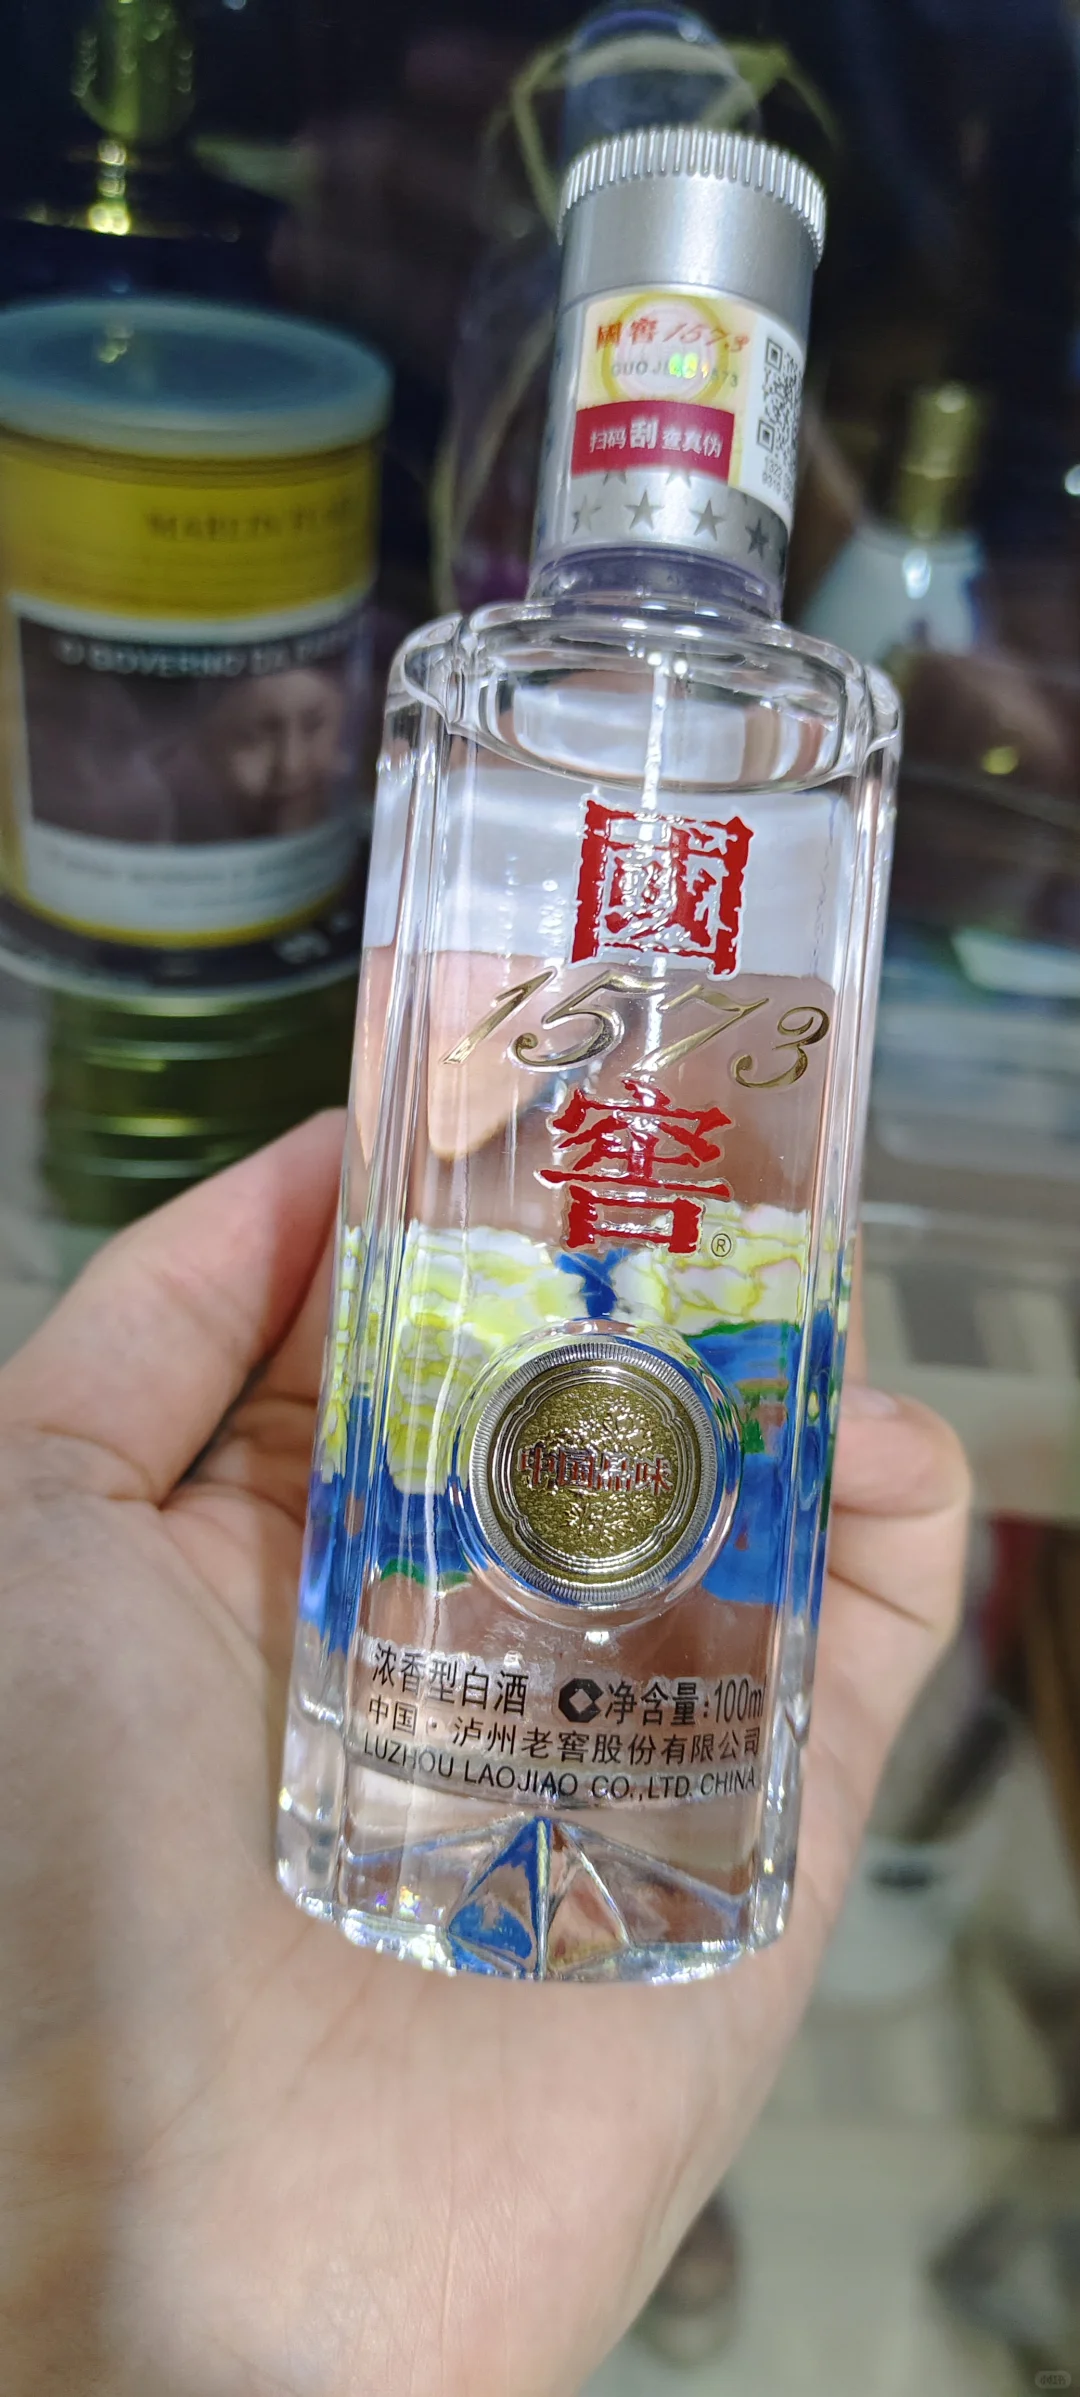 國窖1573
扫码刮查真伪
國
1573
窖®
中国品味
浓香型白酒 净含量:100ml
中国·泸州老窖股份有限公司
LUZHOU LAOJIAO CO.,LTD. CHINA
O GOVERNO DA